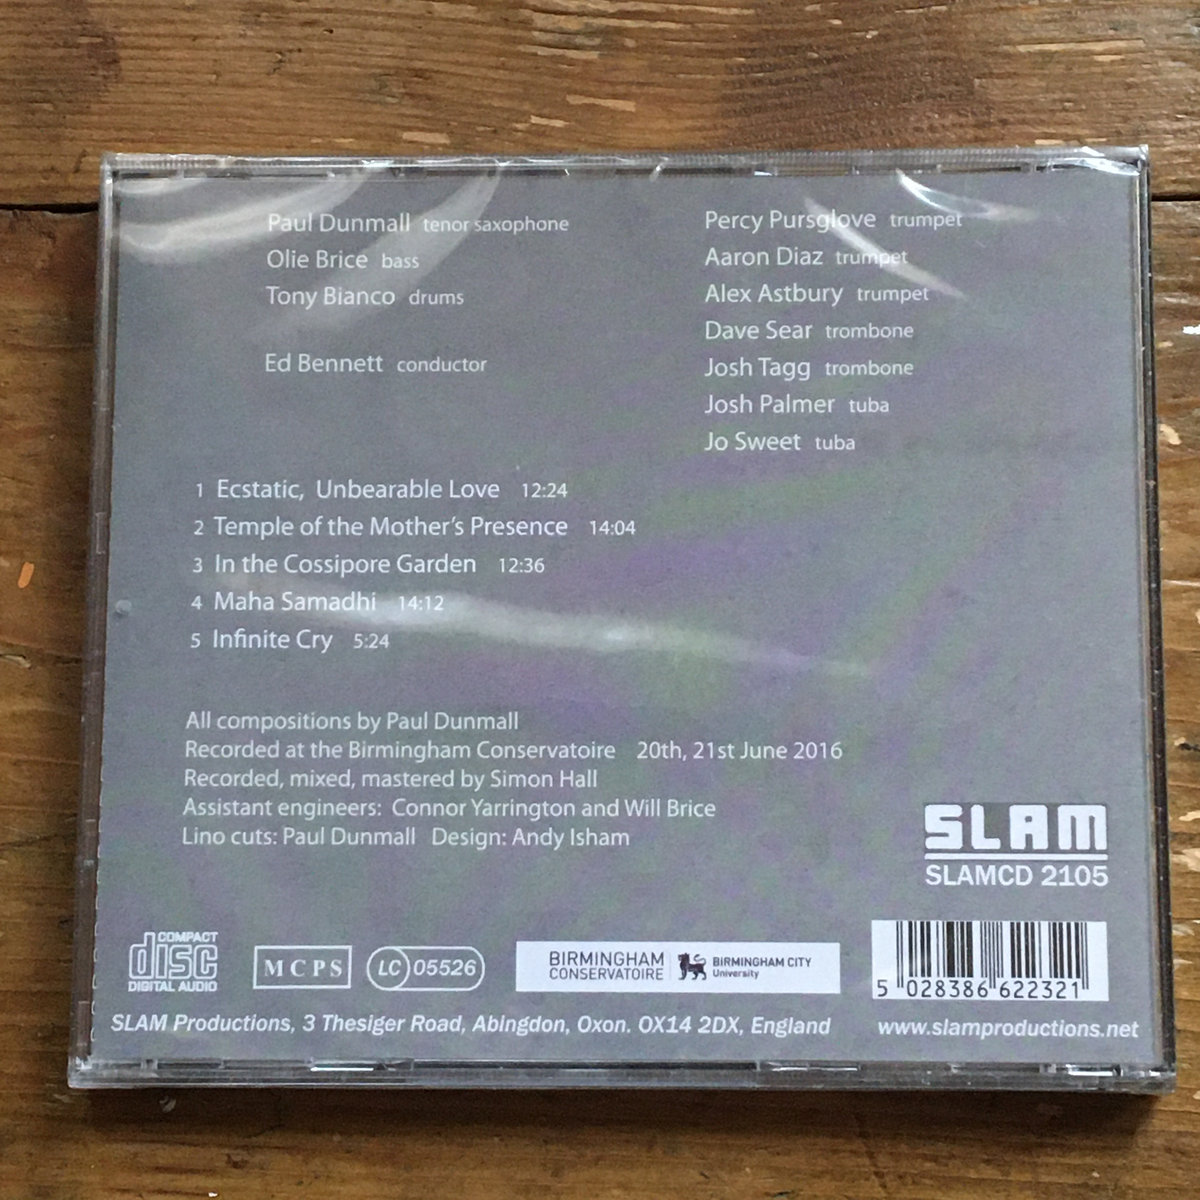 Paul Dunmall tenor saxophone
Olie Brice bass
Tony Bianco drums
Ed Bennett conductor
Percy Pursglove trumpet
Aaron Diaz trumpet
Alex Astbury trumpet
Dave Sear trombone
Josh Tagg trombone
Josh Palmer tuba
Jo Sweet tuba
1 Ecstatic, Unbearable Love 12:24
2 Temple of the Mother's Presence 14:04
3 In the Cossipore Garden 12:36
4 Maha Samadhi 14:12
5 Infinite Cry 5:24
All compositions by Paul Dunmall
Recorded at the Birmingham Conservatoire 20th, 21st June 2016
Recorded, mixed, mastered by Simon Hall
Assistant engineers: Connor Yarrington and Will Brice
Lino cuts: Paul Dunmall Design: Andy Isham
SLAM
SLAMCD 2105
COMPACT
disc
DIGITAL AUDIO
MCPS
LC 05526
BIRMINGHAM
CONSERVATOIRE
BIRMINGHAM CITY
University
5 028386 622321
SLAM Productions, 3 Thesiger Road, Abingdon, Oxon. OX14 2DX, England
www.slamproductions.net